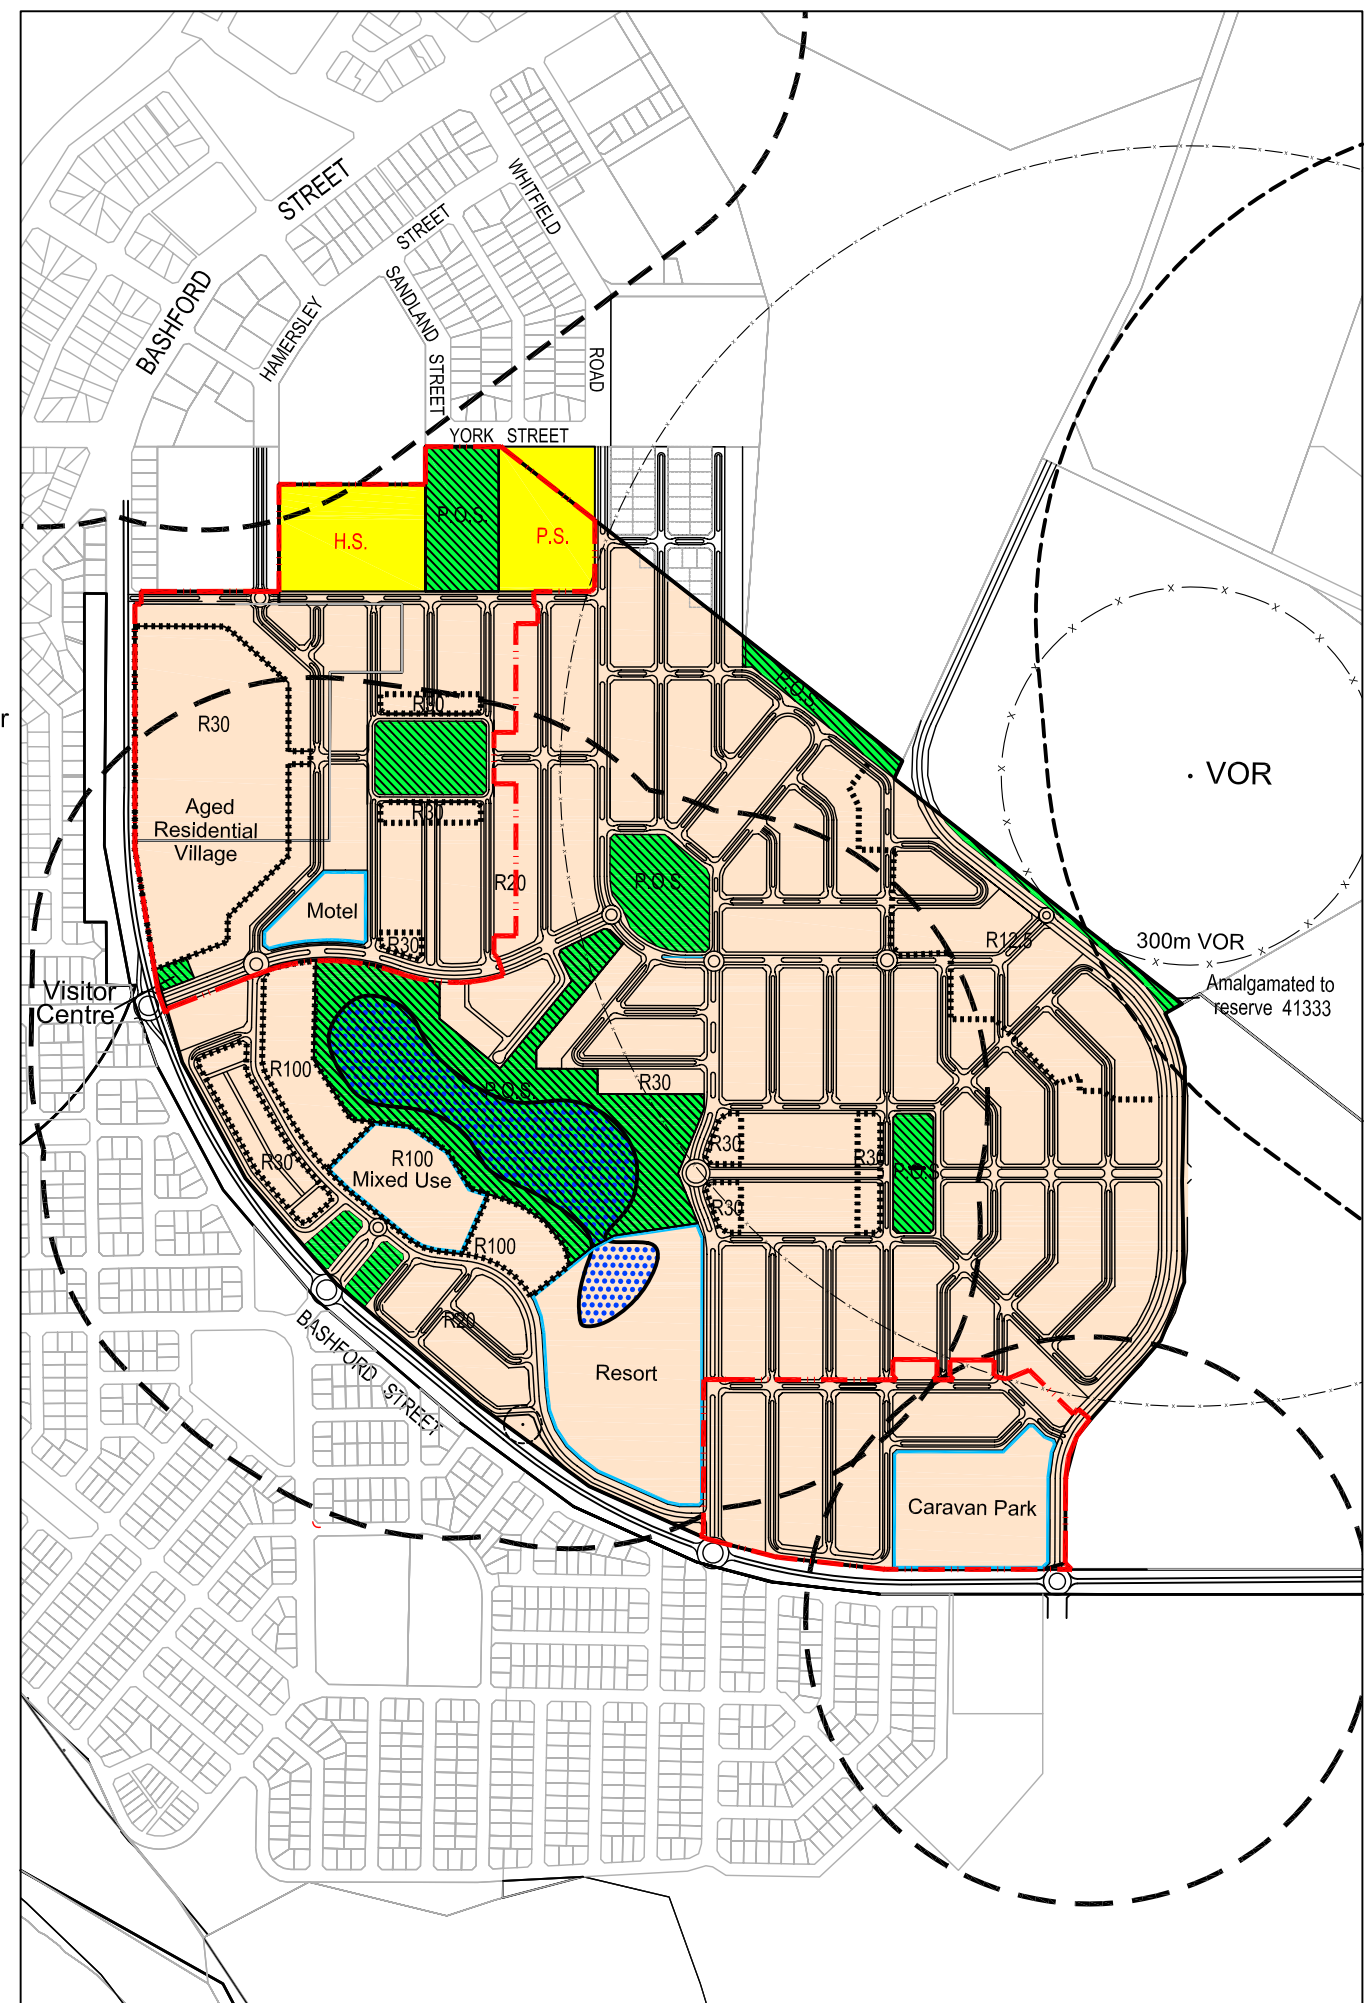 WHITFIELD
STREET
STREET
BASHFORD
SANDLAND
HAMERSLEY
STREET
ROAD
YORK STREET
P.O.S.
H.S.
P.S.
P.O.S
R30
R30
r
VOR
Aged
Residential
Village
R30
R20
P.O.S
Motel
R30
R12.5
300m VOR
Amalgamated to
reserve 41333
Visitor
Centre
R100
R30
P.O.S.
R30
R30
R30
R100
Mixed Use
P.O.S
R30
R100
R20
BASHFORD STREET
Resort
Caravan Park